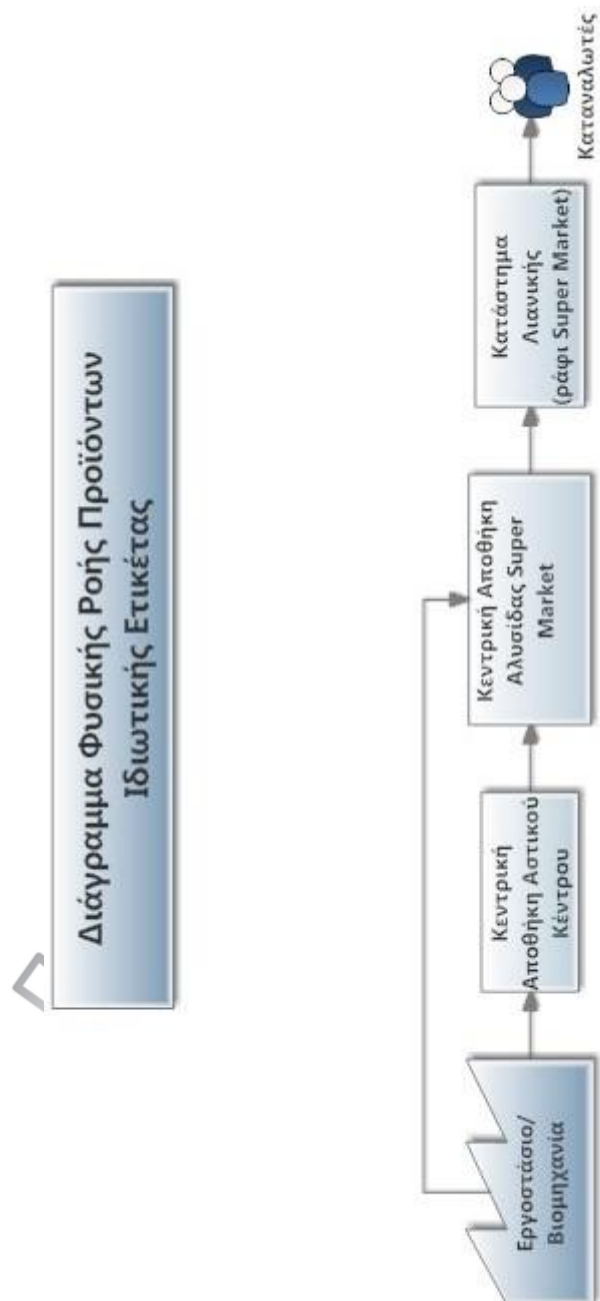 Διάγραμμα Φυσικής Ροής Προϊόντων
Ιδιωτικής Ετικέτας
Εργοστάσιο/
Βιομηχανία
Κεντρική
Αποθήκη Αστικού
Κέντρου
Κεντρική Αποθήκη
Αλυσίδας Super
Market
Κατάστημα
Λιανικής
(ράφι Super Market)
Καταναλωτές